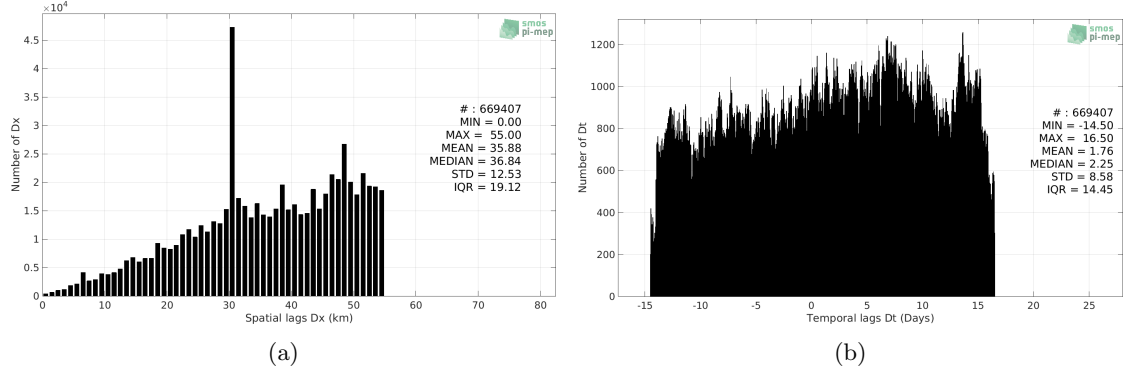 ×10⁴
4.5
4
3.5
3
2.5
2
1.5
1
0.5
0
0 10 20 30 40 50 60 70 80
Number of Dx
Spatial lags Dx (km)
smos
pi-mep
# : 669407
MIN = 0.00
MAX = 55.00
MEAN = 35.88
MEDIAN = 36.84
STD = 12.53
IQR = 19.12
(a)
1200
1000
800
600
400
200
0
-15 -10 -5 0 5 10 15 20 25
Number of Dt
Temporal lags Dt (Days)
smos
pi-mep
# : 669407
MIN = -14.50
MAX = 16.50
MEAN = 1.76
MEDIAN = 2.25
STD = 8.58
IQR = 14.45
(b)